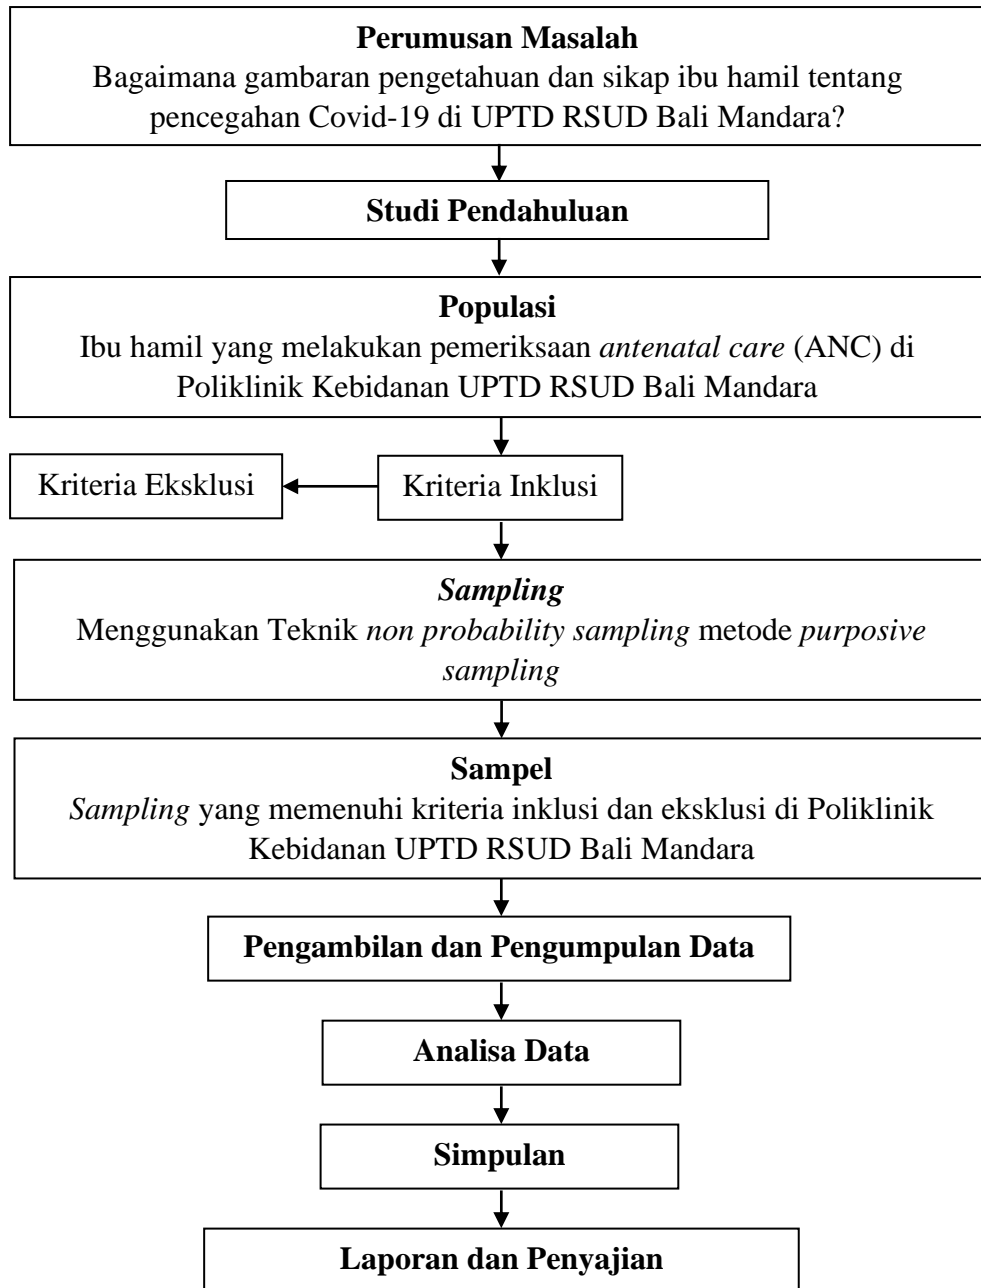 Perumusan Masalah
Bagaimana gambaran pengetahuan dan sikap ibu hamil tentang
pencegahan Covid-19 di UPTD RSUD Bali Mandara?
Studi Pendahuluan
Populasi
Ibu hamil yang melakukan pemeriksaan antenatal care (ANC) di
Poliklinik Kebidanan UPTD RSUD Bali Mandara
Kriteria Eksklusi
Kriteria Inklusi
Sampling
Menggunakan Teknik non probability sampling metode purposive
sampling
Sampel
Sampling yang memenuhi kriteria inklusi dan eksklusi di Poliklinik
Kebidanan UPTD RSUD Bali Mandara
Pengambilan dan Pengumpulan Data
Analisa Data
Simpulan
Laporan dan Penyajian